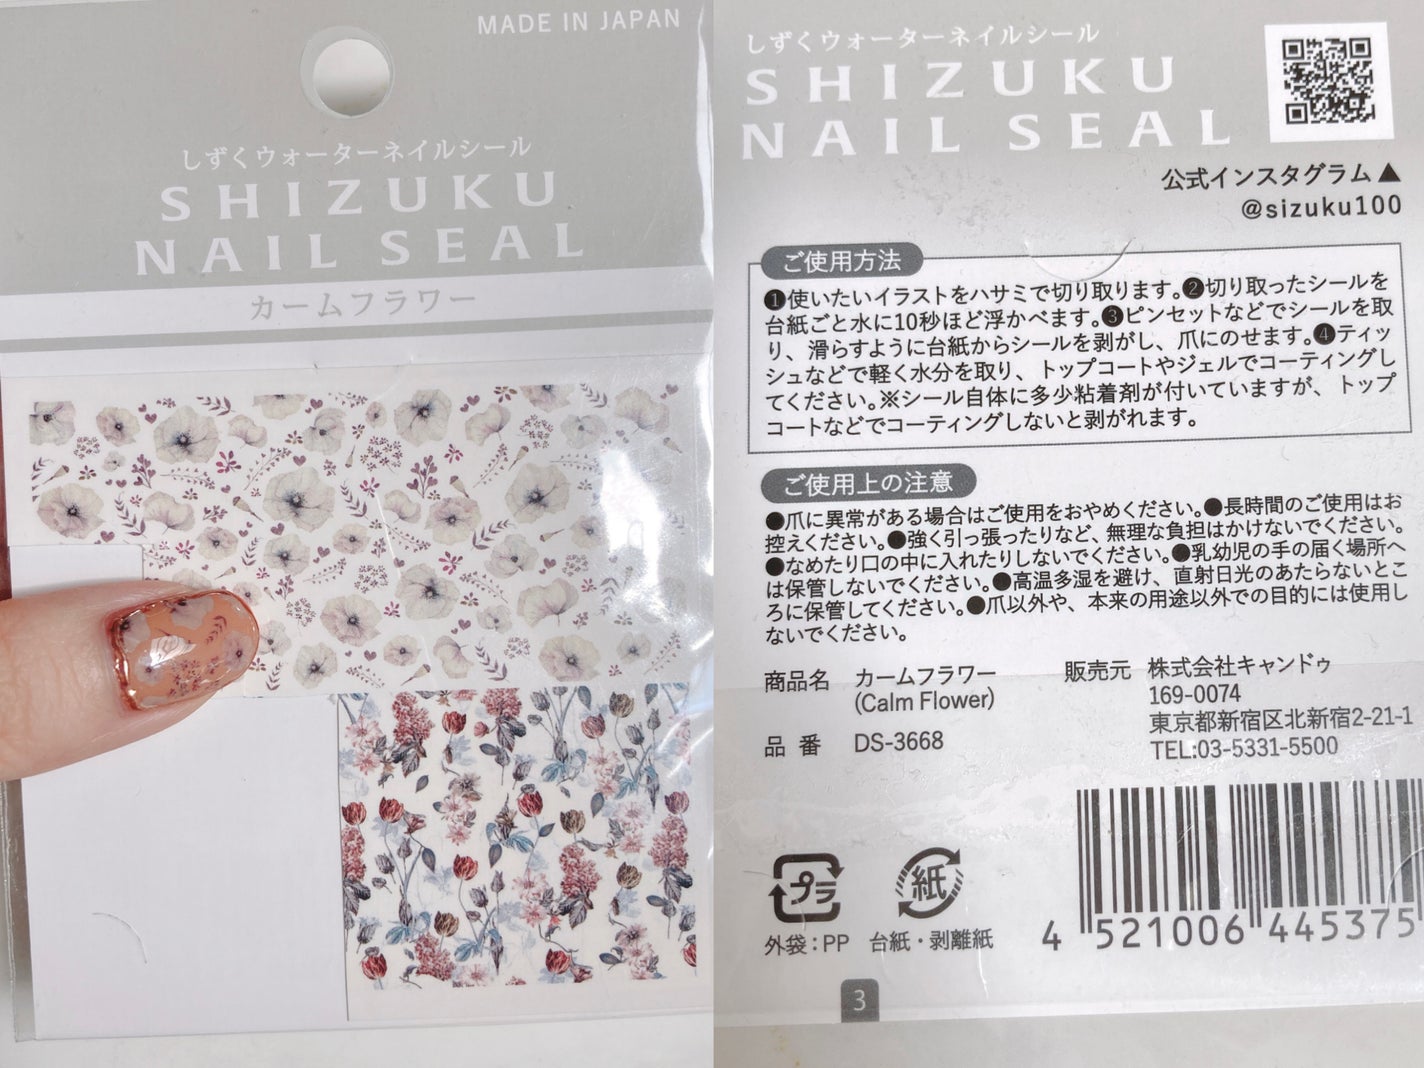 MADE IN JAPAN
しずくウォーターネイルシール
SHIZUKU
NAIL SEAL
カームフラワー
しずくウォーターネイルシール
SHIZUKU
NAIL SEAL
公式インスタグラム▲
@sizuku100
ご使用方法
❶使いたいイラストをハサミで切り取ります。❷切り取ったシールを
台紙ごと水に10秒ほど浮かべます。❸ピンセットなどでシールを取
り、滑らすように台紙からシールを剥がし、爪にのせます。❹ティッ
シュなどで軽く水分を取り、トップコートやジェルでコーティングし
てください。※シール自体に多少粘着剤が付いていますが、トップ
コートなどでコーティングしないと剥がれます。
ご使用上の注意
●爪に異常がある場合はご使用をおやめください。●長時間のご使用はお
控えください。●強く引っ張ったりなど、無理な負担はかけないでください。
●なめたり口の中に入れたりしないでください。●乳幼児の手の届く場所へ
は保管しないでください。●高温多湿を避け、直射日光のあたらないとこ
ろに保管してください。●爪以外や、本来の用途以外での目的には使用し
ないでください。
商品名 カームフラワー
(Calm Flower)
品番 DS-3668
販売元 株式会社キャンドゥ
169-0074
東京都新宿区北新宿2-21-1
TEL:03-5331-5500
プラ
紙
外袋：PP 台紙・剥離紙
4 521006 445375
3